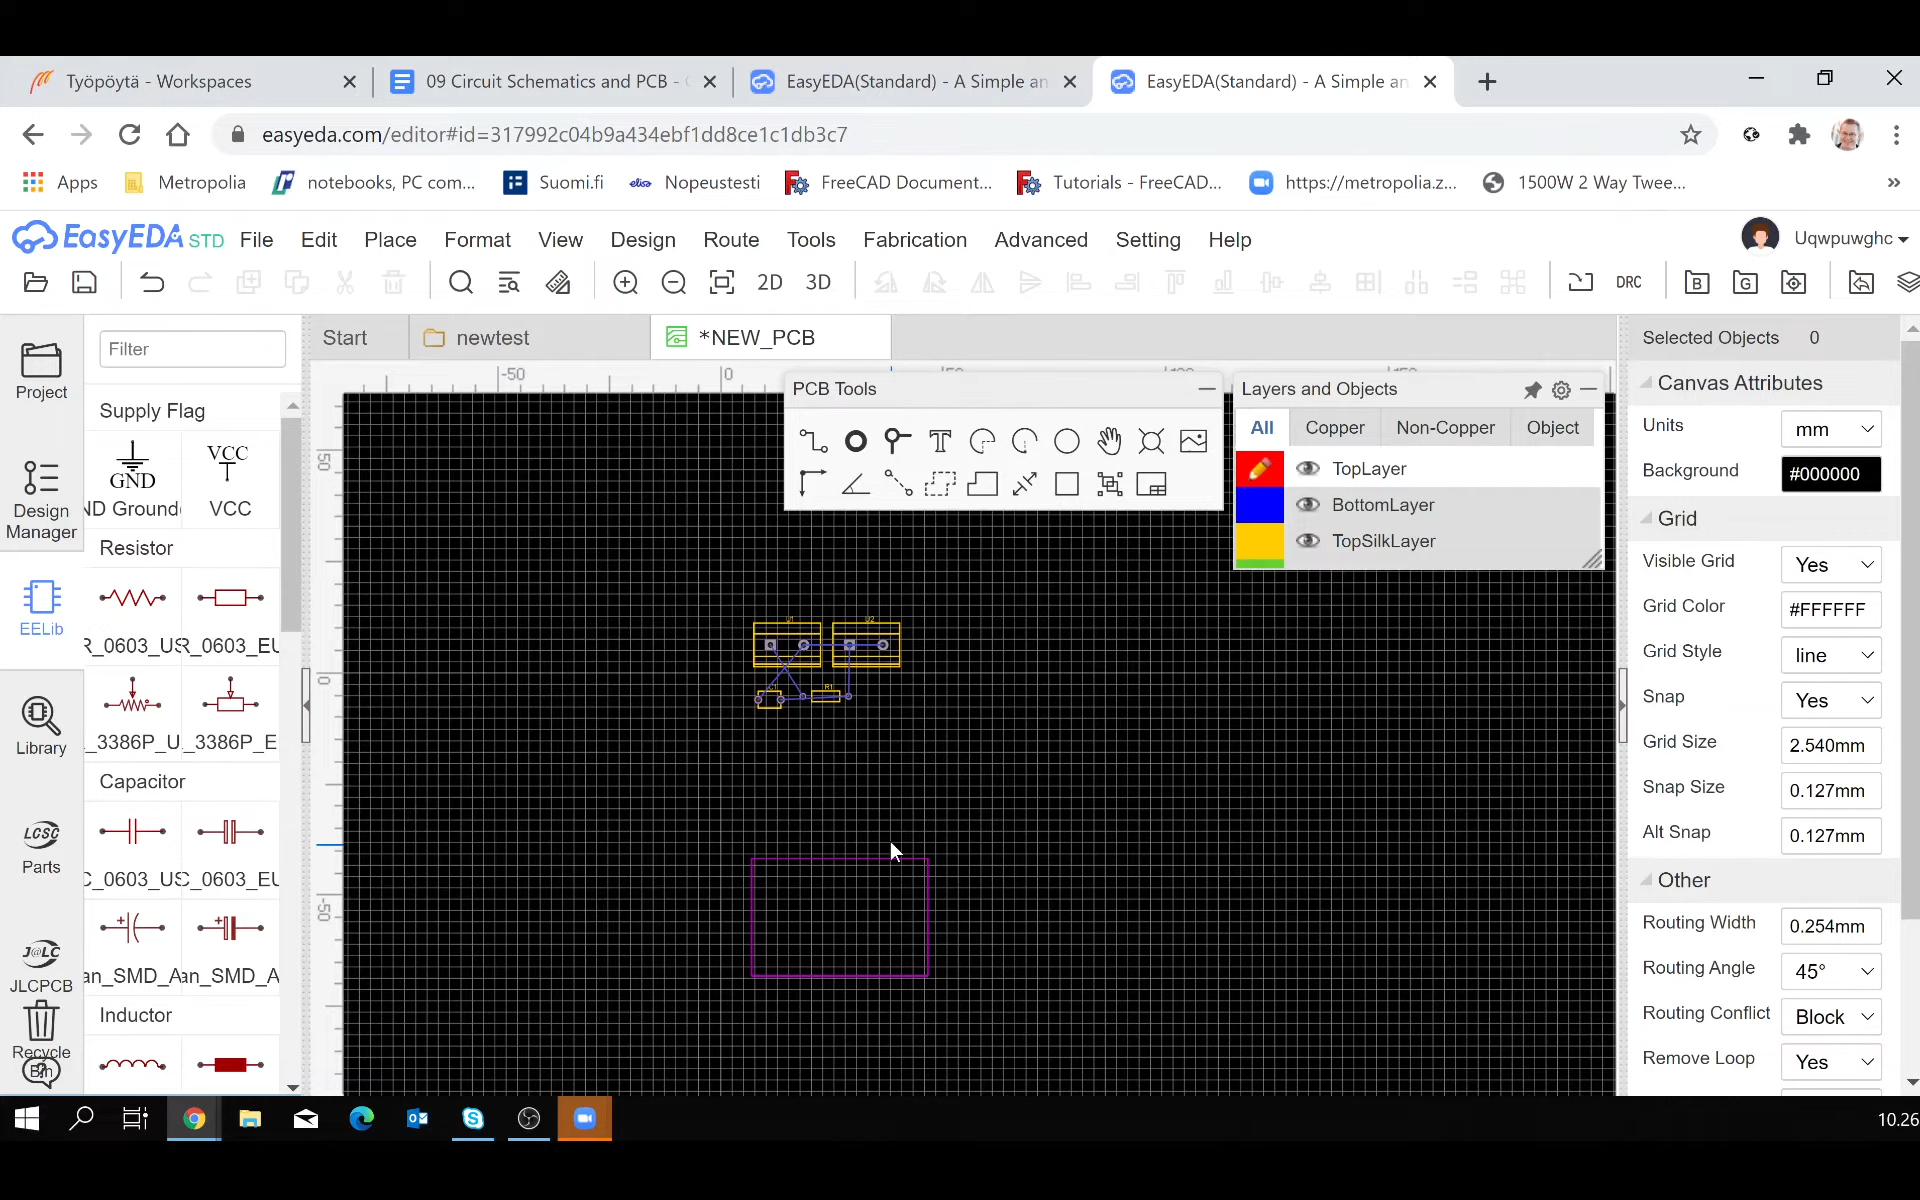 Työpöytä - Workspaces
09 Circuit Schematics and PCB -
EasyEDA(Standard) - A Simple an
EasyEDA(Standard) - A Simple an
easyeda.com/editor#id=317992c04b9a434ebf1dd8ce1c1db3c7
Apps
Metropolia
notebooks, PC com...
Suomi.fi
elisa
Nopeustesti
FreeCAD Document...
Tutorials - FreeCAD...
https://metropolia.z...
1500W 2 Way Twee...
»
EasyEDA STD
File Edit Place Format View Design Route Tools Fabrication Advanced Setting Help
Uqwpuwghc
2D 3D
DRC
B G
Project
Design Manager
EELib
Library
LCSC
Parts
J@LC
JLCPCB
Recycle
Bin
Filter
Supply Flag
GND
VCC
ND Ground
VCC
Resistor
R_0603_US
R_0603_EU
_3386P_U
_3386P_E
Capacitor
C_0603_US
C_0603_EU
an_SMD_A
an_SMD_A
Inductor
Start
newtest
*NEW_PCB
-50
0
50
0
-50
U1
U2
R1
PCB Tools
T
Layers and Objects
All Copper Non-Copper Object
TopLayer
BottomLayer
TopSilkLayer
Selected Objects 0
Canvas Attributes
Units mm
Background #000000
Grid
Visible Grid Yes
Grid Color #FFFFFF
Grid Style line
Snap Yes
Grid Size 2.540mm
Snap Size 0.127mm
Alt Snap 0.127mm
Other
Routing Width 0.254mm
Routing Angle 45°
Routing Conflict Block
Remove Loop Yes
10.26